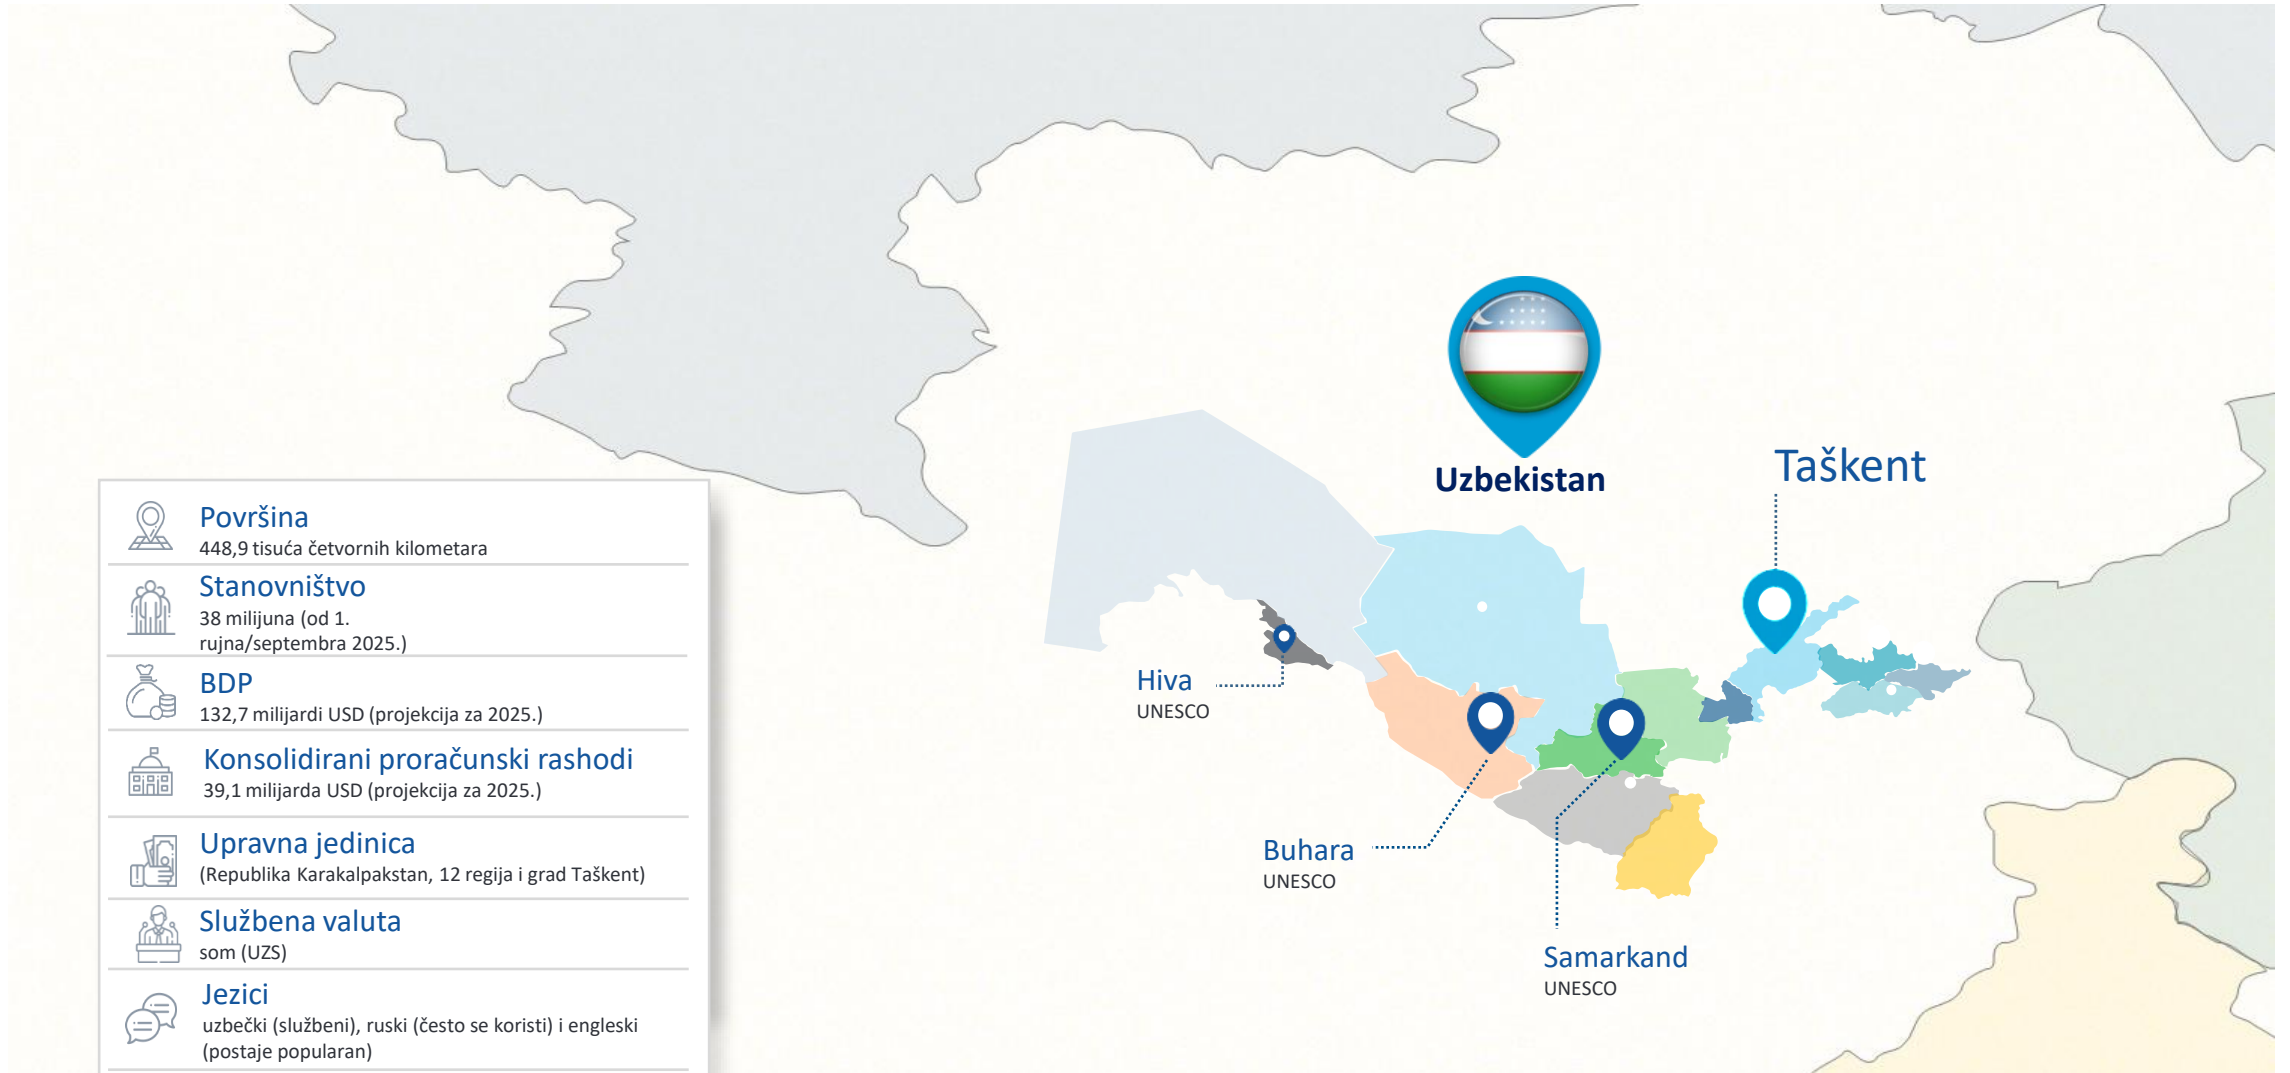 Uzbekistan
Taškent
Površina
448,9 tisuća četvornih kilometara
Stanovništvo
38 milijuna (od 1.
rujna/septembra 2025.)
BDP
132,7 milijardi USD (projekcija za 2025.)
Konsolidirani proračunski rashodi
39,1 milijarda USD (projekcija za 2025.)
Upravna jedinica
(Republika Karakalpakstan, 12 regija i grad Taškent)
Službena valuta
som (UZS)
Jezici
uzbečki (službeni), ruski (često se koristi) i engleski
(postaje popularan)
Hiva
UNESCO
Buhara
UNESCO
Samarkand
UNESCO